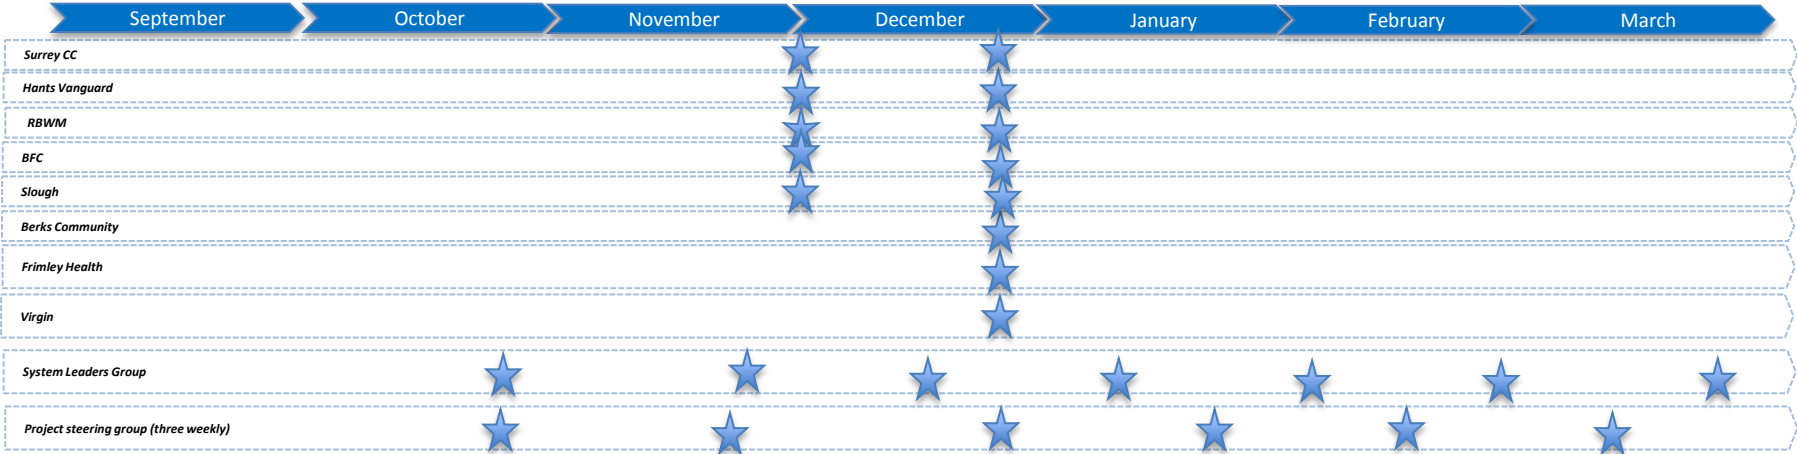 September October November December January February March
Surrey CC
Hants Vanguard
RBWM
BFC
Slough
Berks Community
Frimley Health
Virgin
System Leaders Group
Project steering group (three weekly)